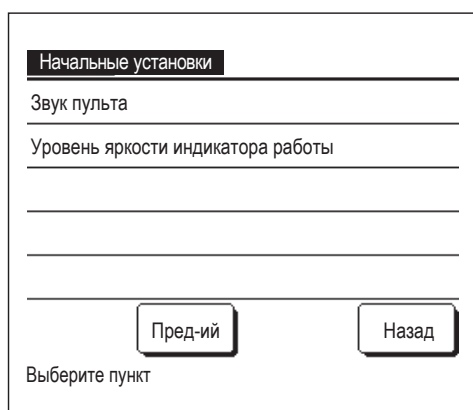 Начальные установки
Звук пульта
Уровень яркости индикатора работы
Пред-ий Назад
Выберите пункт